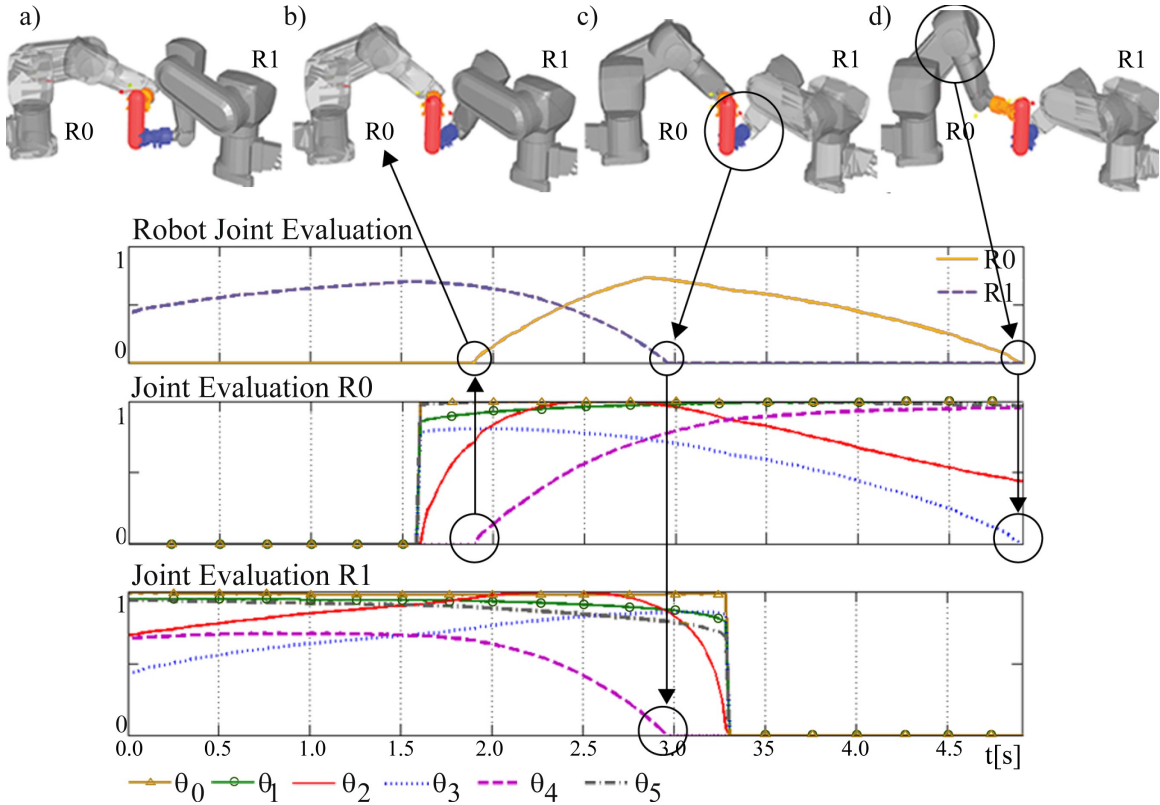 a)
b)
c)
d)
R1
R1
R1
R1
R0
R0
R0
R0
Robot Joint Evaluation
1
R0
R1
0
Joint Evaluation R0
1
0
Joint Evaluation R1
1
0
0.0 0.5 1.0 1.5 2.0 2.5 3.0 35 4.0 4.5 t[s]
θ0 θ1 θ2 θ3 θ4 θ5